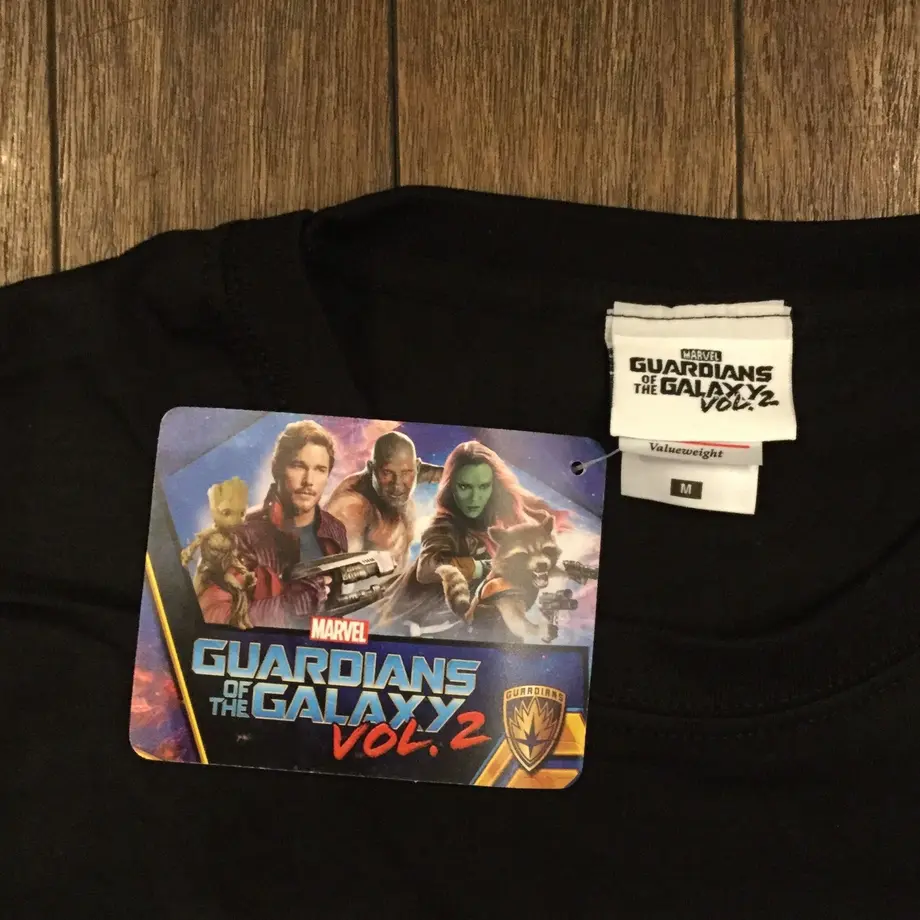 MARVEL
GUARDIANS
OF THE GALAXY
VOL. 2
Valueweight
M
MARVEL
GUARDIANS
OF THE GALAXY
VOL. 2
GUARDIANS